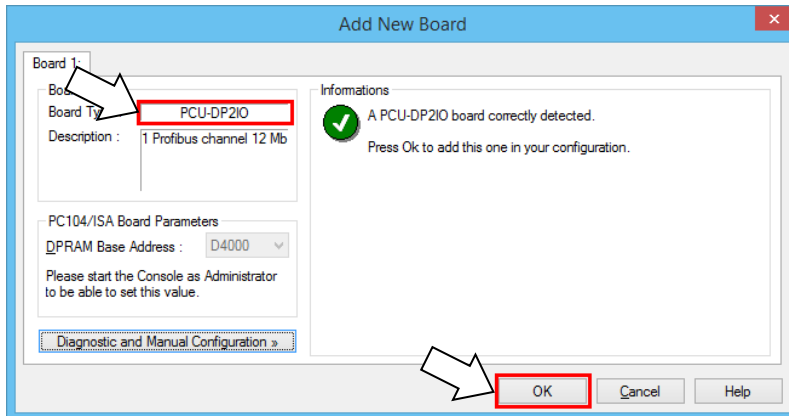 Add New Board
Board 1:
Board Ty
PCU-DP2IO
Description :
1 Profibus channel 12 Mb
PC104/ISA Board Parameters
DPRAM Base Address :
D4000
Please start the Console as Administrator
to be able to set this value.
Diagnostic and Manual Configuration »
Informations
A PCU-DP2IO board correctly detected.
Press Ok to add this one in your configuration.
OK
Cancel
Help